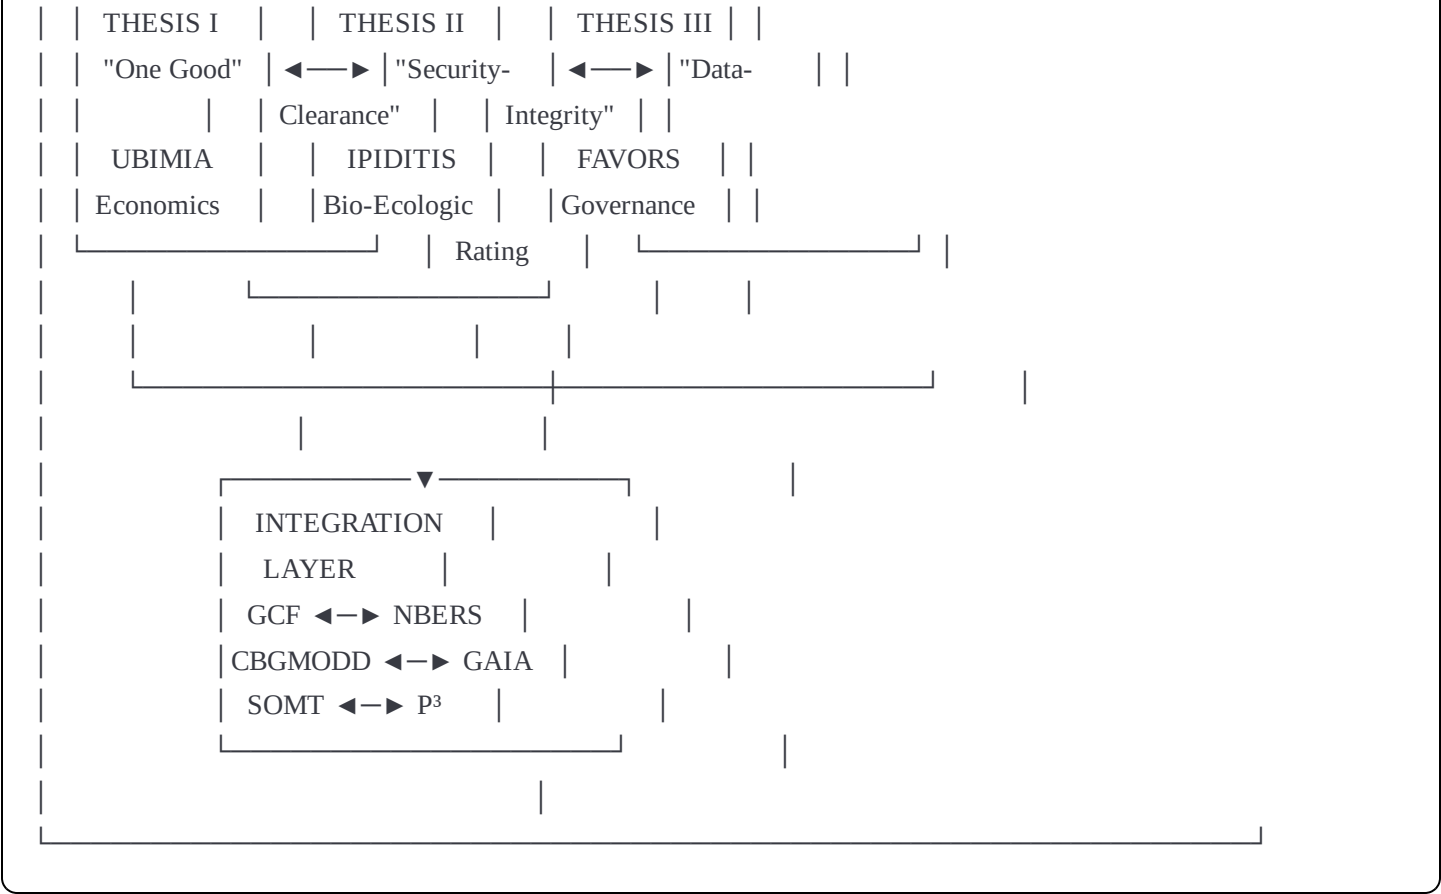 THESIS I THESIS II THESIS III
"One Good" ◄──► "Security- ◄──► "Data-
Clearance" Integrity"
UBIMIA IPIDITIS FAVORS
Economics Bio-Ecologic Governance
Rating
▼
INTEGRATION
LAYER
GCF ◄─► NBERS
CBGMODD ◄─► GAIA
SOMT ◄─► P³